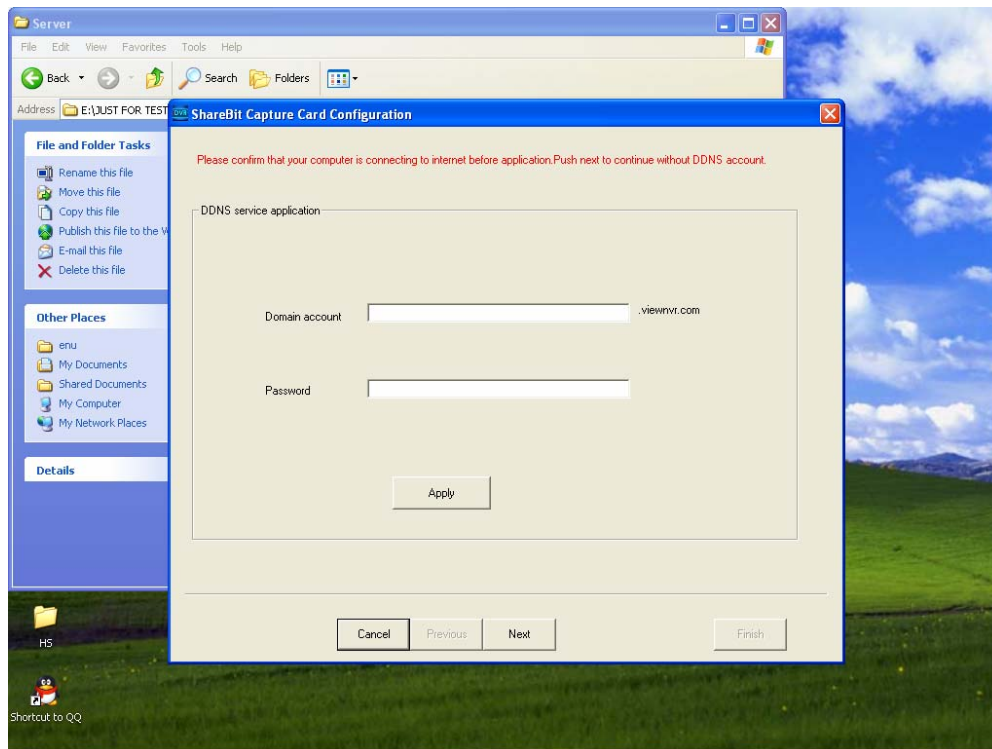 Server
File Edit View Favorites Tools Help
Back Search Folders
Address E:\JUST FOR TEST
ShareBit Capture Card Configuration
File and Folder Tasks
Rename this file
Move this file
Copy this file
Publish this file to the W
E-mail this file
Delete this file
Other Places
enu
My Documents
Shared Documents
My Computer
My Network Places
Details
Please confirm that your computer is connecting to internet before application.Push next to continue without DDNS account.
DDNS service application
Domain account .viewnvr.com
Password
Apply
Cancel Previous Next Finish
HS
Shortcut to QQ